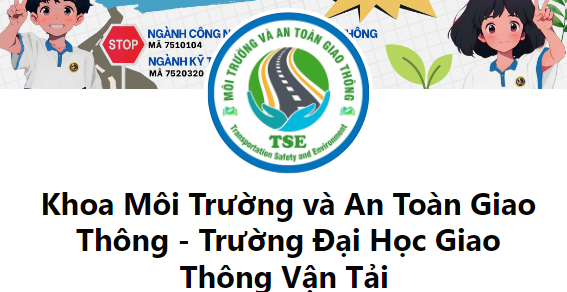 NGÀNH CÔNG N
HÔNG
STOP
MÃ 7510104
NGÀNH KỸ T
MÃ 7520320
MÔI TRƯỜNG VÀ AN TOÀN GIAO THÔNG
TSE
Transportation Safety and Environment
Khoa Môi Trường và An Toàn Giao
Thông - Trường Đại Học Giao
Thông Vận Tải